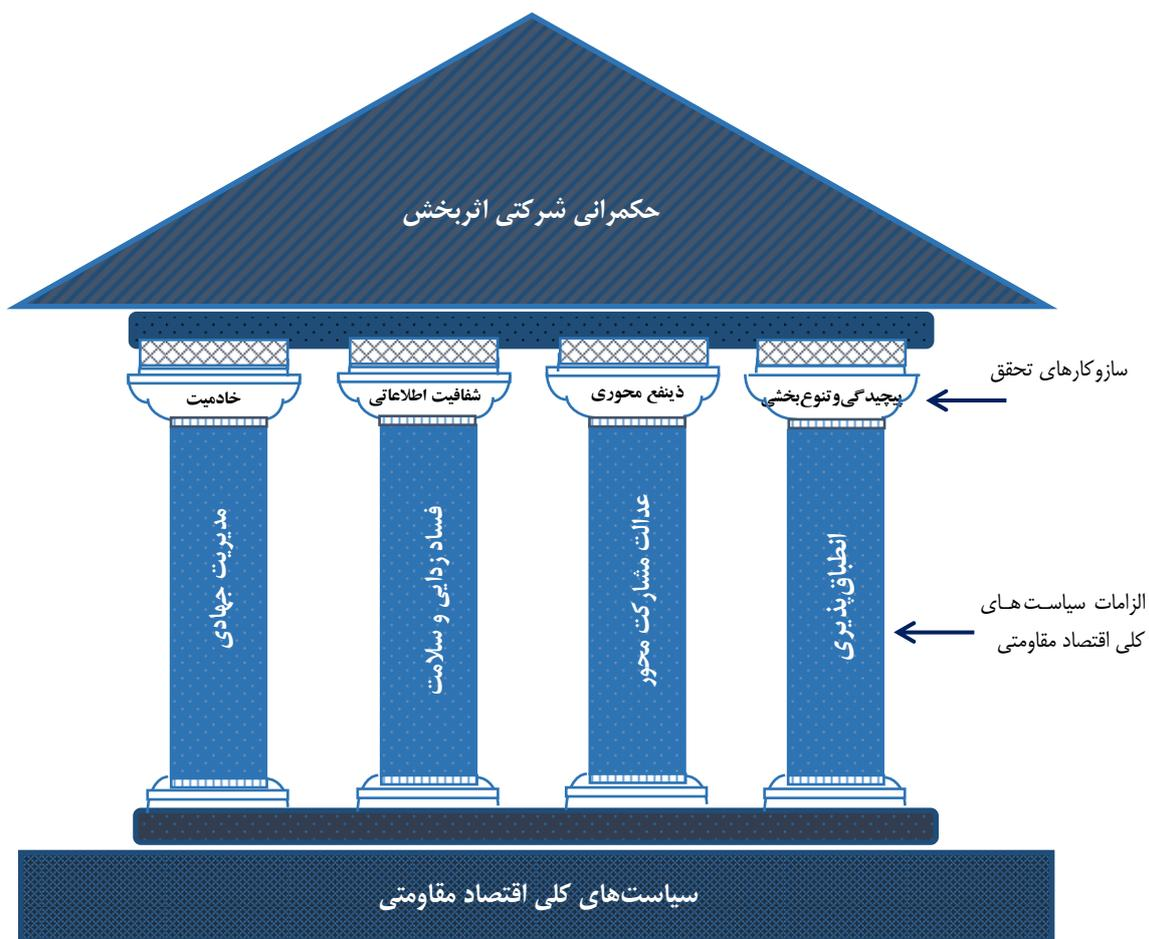 حکمرانی شرکتی اثربخش
سازوکارهای تحقق
پیچیدگی‌و‌تنوع‌بخشی
ذینفع محوری
شفافیت اطلاعاتی
خادمیت
الزامات سیاست‌های
کلی اقتصاد مقاومتی
انطباق‌پذیری
عدالت مشارکت محور
فساد زدایی و سلامت
مدیریت جهادی
سیاست‌های کلی اقتصاد مقاومتی